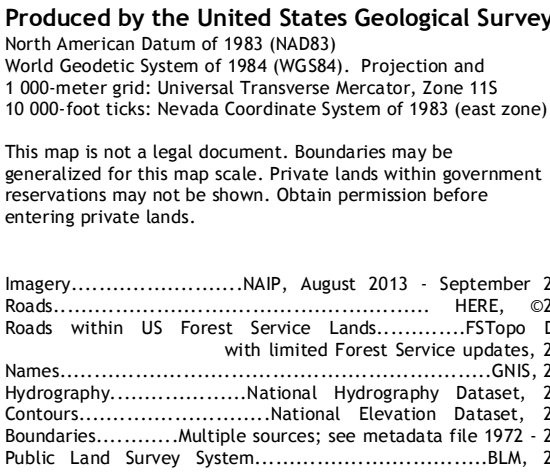 Produced by the United States Geological Survey
North American Datum of 1983 (NAD83)
World Geodetic System of 1984 (WGS84). Projection and
1 000-meter grid: Universal Transverse Mercator, Zone 11S
10 000-foot ticks: Nevada Coordinate System of 1983 (east zone)
This map is not a legal document. Boundaries may be
generalized for this map scale. Private lands within government
reservations may not be shown. Obtain permission before
entering private lands.
Imagery.........................NAIP, August 2013 - September
Roads...................................................... HERE,
Roads within US Forest Service Lands.............FSTopo
with limited Forest Service updates,
Names...........................................................GNIS,
Hydrography....................National Hydrography Dataset,
Contours............................National Elevation Dataset,
Boundaries............Multiple sources; see metadata file 1972 -
Public Land Survey System..................................BLM,